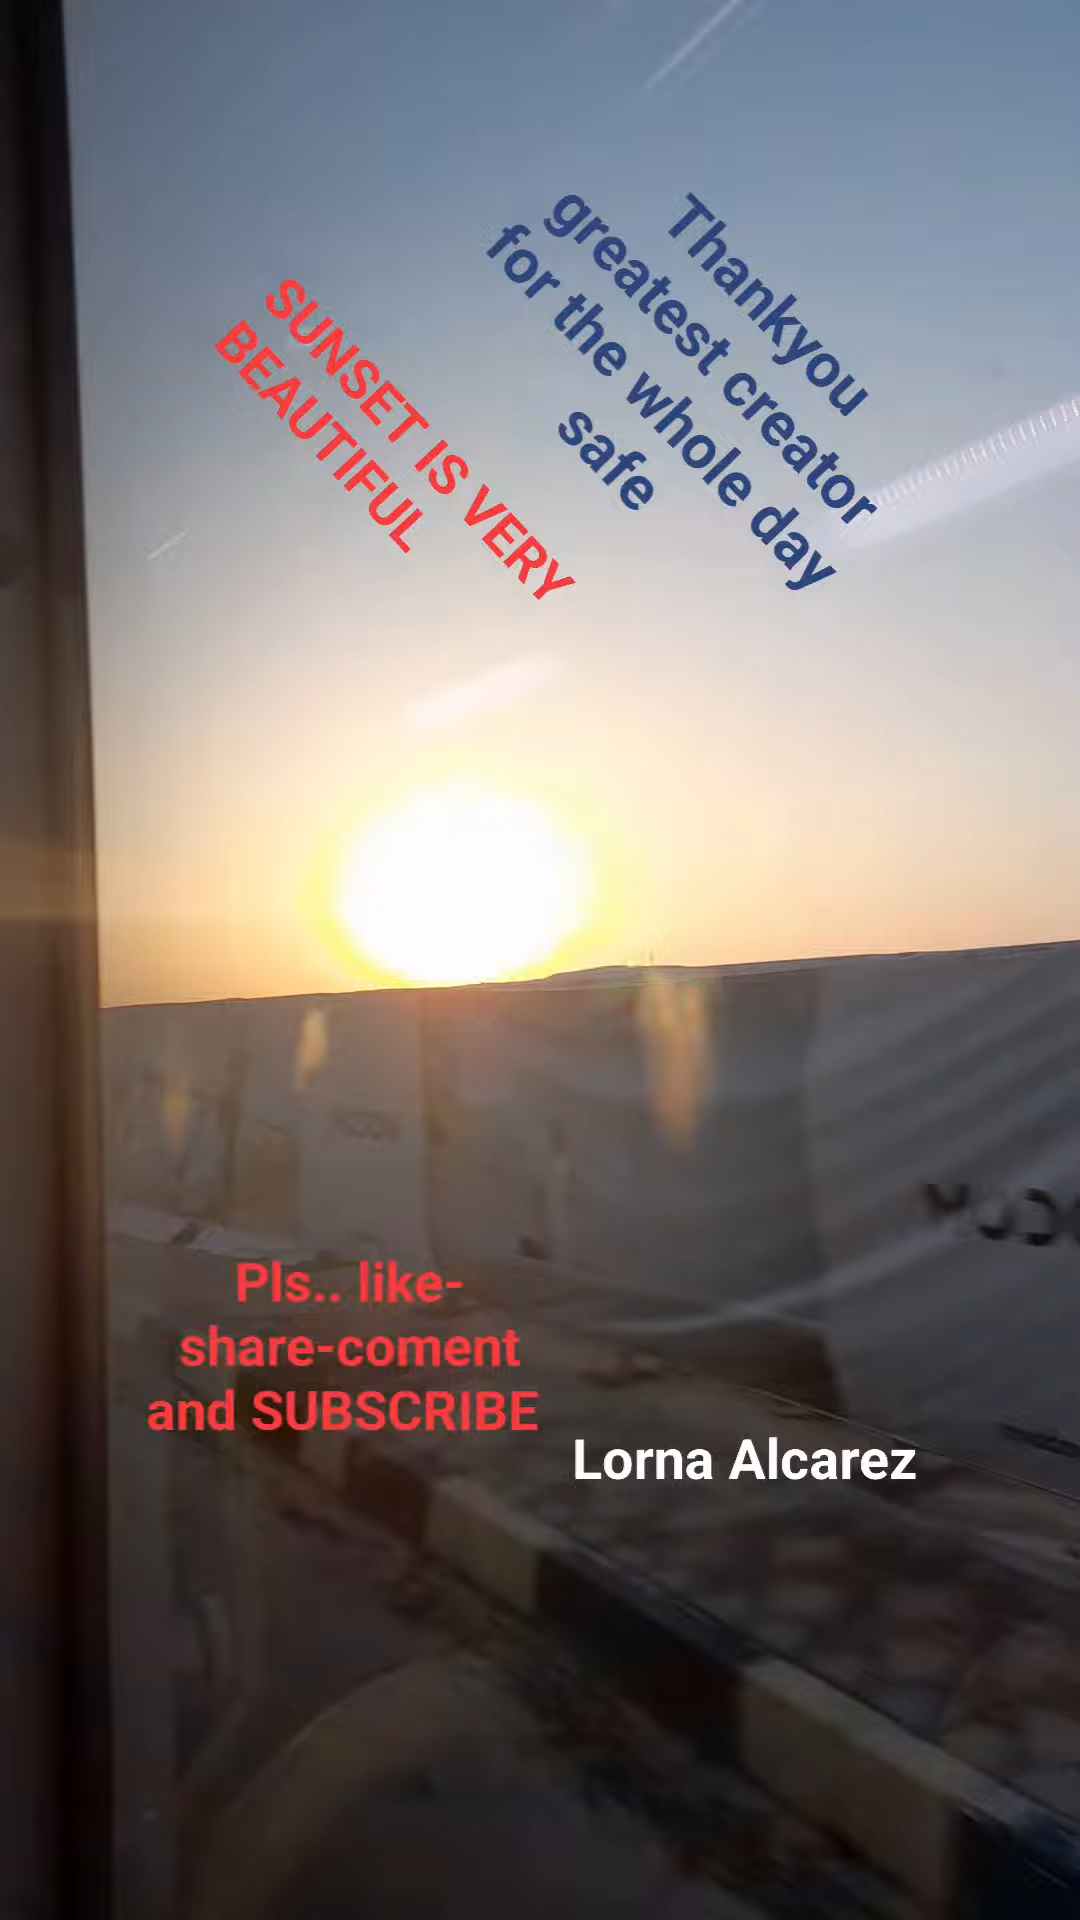 Thankyou
greatest creator
for the whole day
safe
SUNSET IS VERY
BEAUTIFUL
Pls.. like-
share-coment
and SUBSCRIBE
Lorna Alcarez